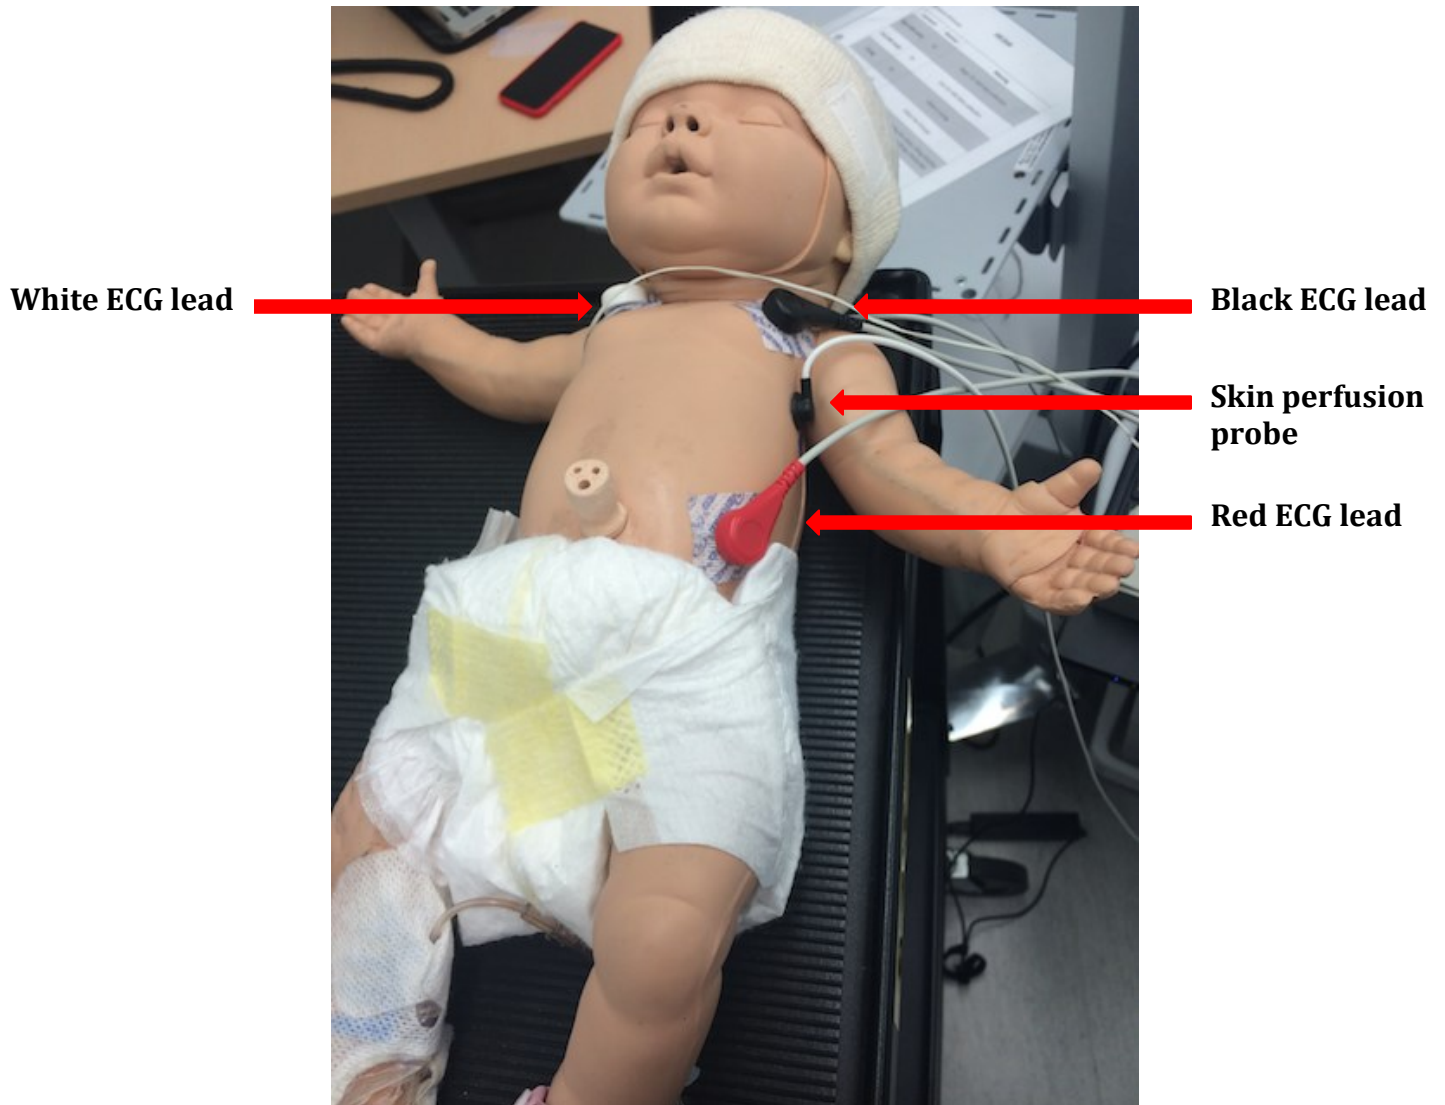 White ECG lead
Black ECG lead
Skin perfusion
probe
Red ECG lead